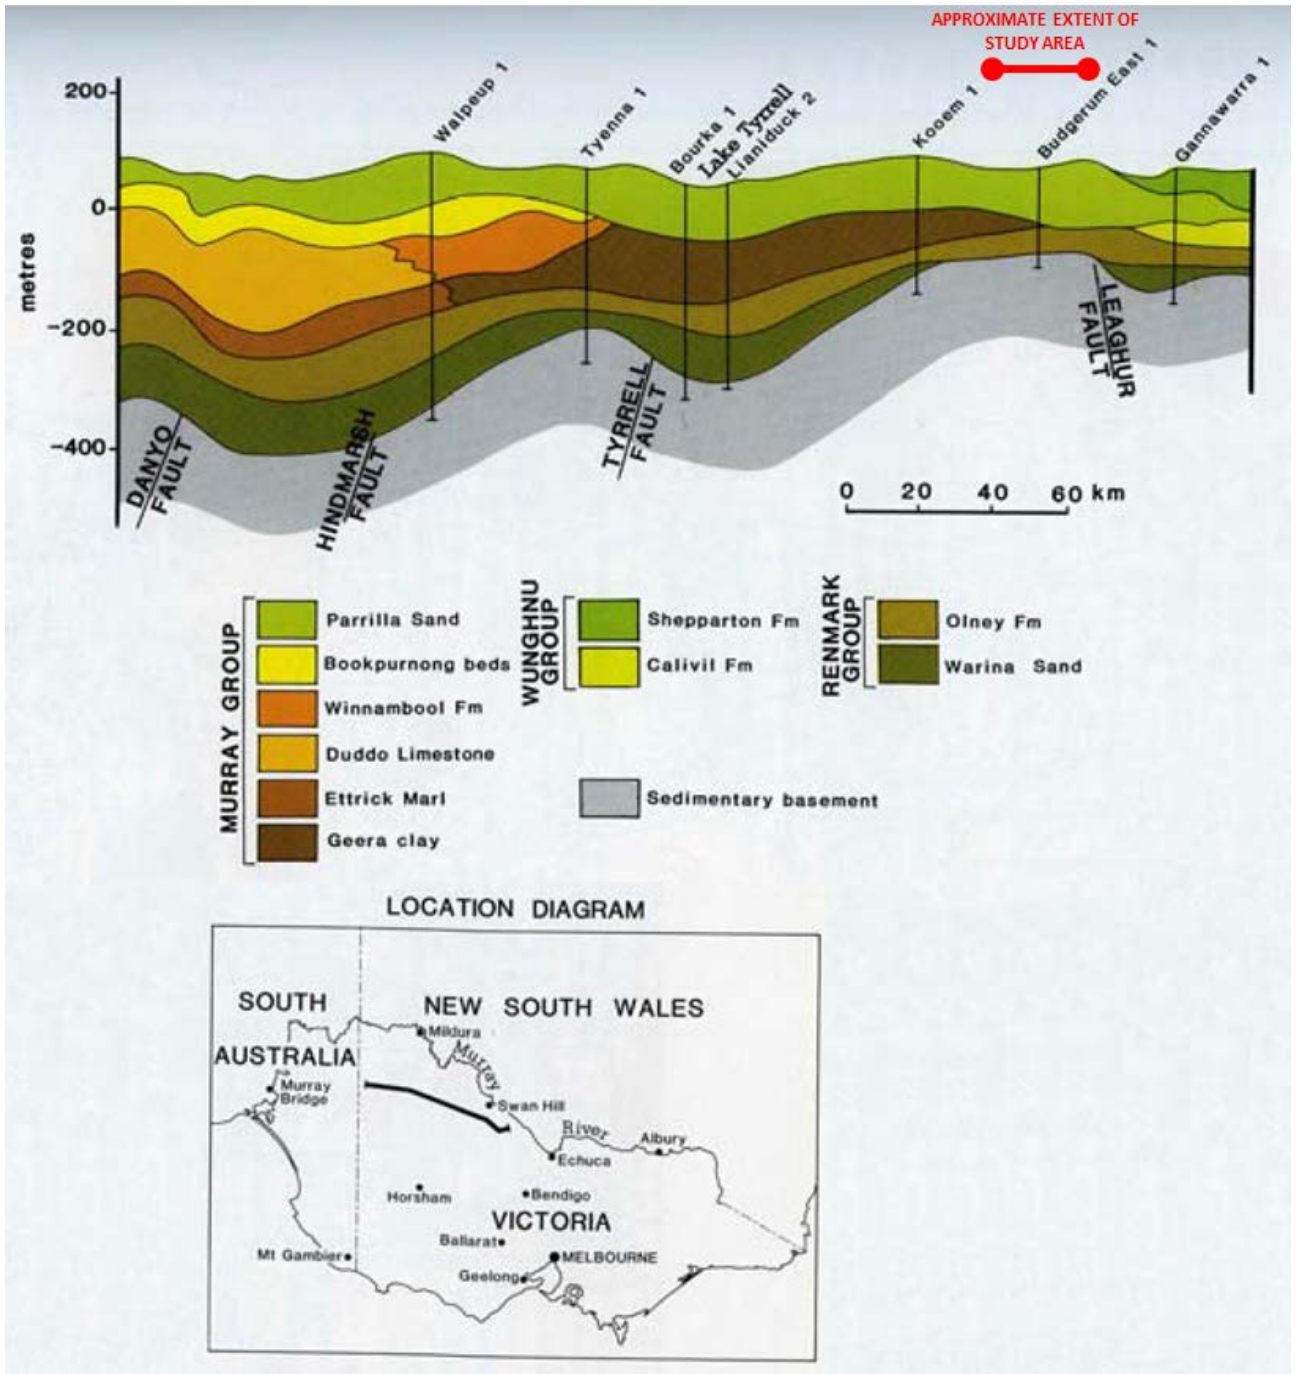 APPROXIMATE EXTENT OF
STUDY AREA
Walpeup 1
Tyenna 1
Bourka 1
Lake Tyrrell
Lianiduck 2
Kooem 1
Budgerum East 1
Gannawarra 1
200
0
-200
-400
metres
DANYO
FAULT
HINDMARSH
FAULT
TYRRELL
FAULT
LEAGHUR
FAULT
0 20 40 60 km
MURRAY GROUP
Parrilla Sand
Bookpurnong beds
Winnambool Fm
Duddo Limestone
Ettrick Marl
Geera clay
WUNGHNU
GROUP
Shepparton Fm
Calivil Fm
Sedimentary basement
RENMARK
GROUP
Olney Fm
Warina Sand
LOCATION DIAGRAM
SOUTH
AUSTRALIA
NEW SOUTH WALES
Mildura
Murray
River
Murray
Bridge
Swan Hill
Albury
Echuca
Horsham
Bendigo
VICTORIA
Ballarat
Mt Gambier
MELBOURNE
Geelong